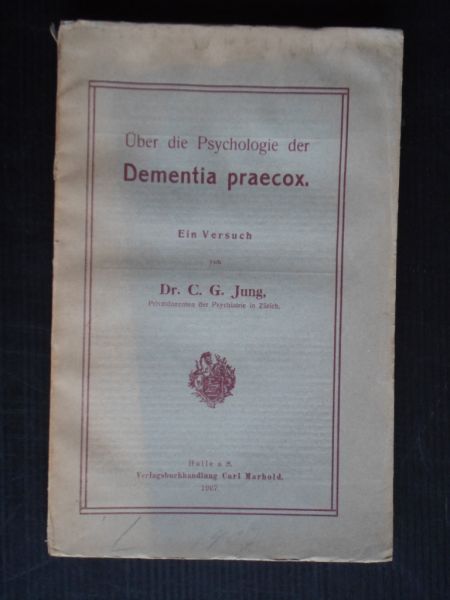 Über die Psychologie der
Dementia praecox.
Ein Versuch
von
Dr. C. G. Jung,
Privatdozenten der Psychiatrie in Zürich.
Halle a. S.
Verlagsbuchhandlung Carl Marhold.
1907.